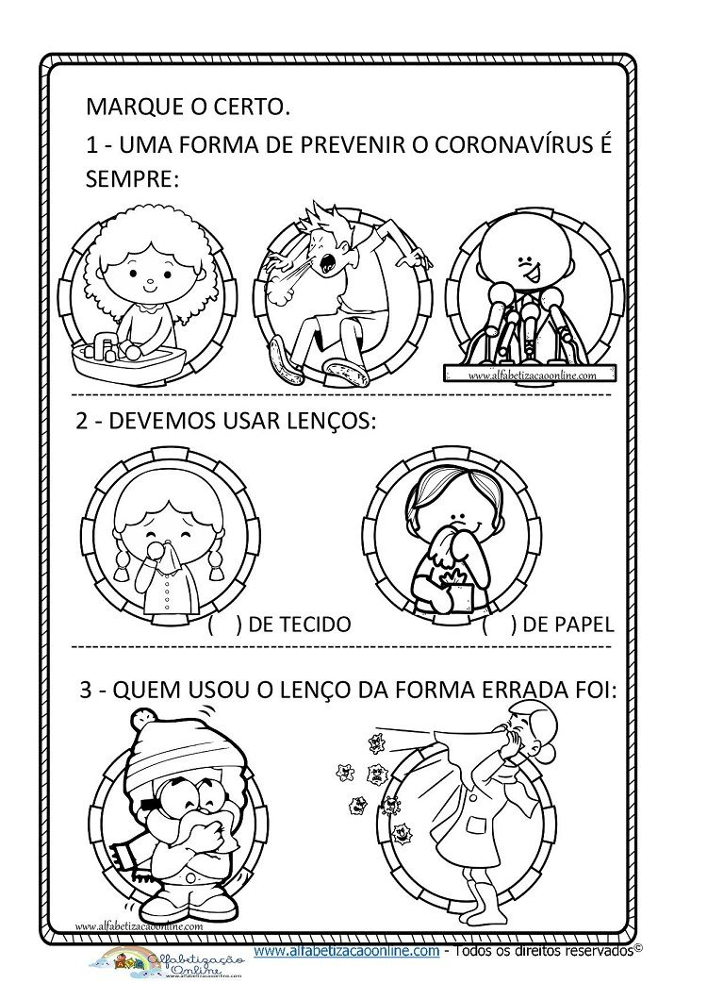 MARQUE O CERTO.
1 - UMA FORMA DE PREVENIR O CORONAVÍRUS É
SEMPRE:
www.alfabetizacaoonline.com
2 - DEVEMOS USAR LENÇOS:
(   ) DE TECIDO
(   ) DE PAPEL
3 - QUEM USOU O LENÇO DA FORMA ERRADA FOI:
www.alfabetizacaoonline.com
Alfabetização
Online
www.alfabetizacaoonline.com
www.alfabetizacaoonline.com - Todos os direitos reservados©